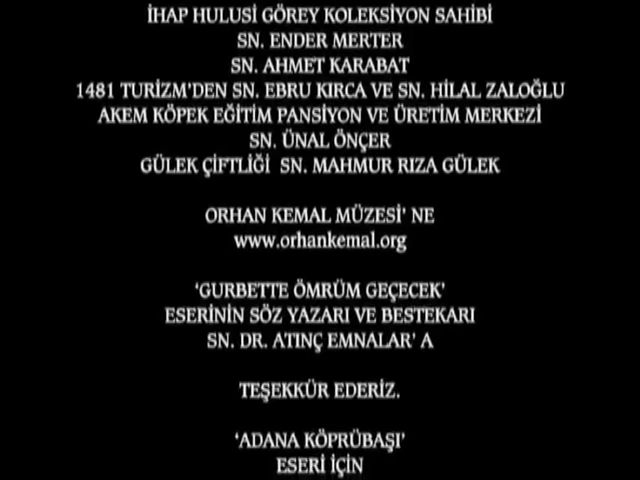 İHAP HULUSİ GÖREY KOLEKSİYON SAHİBİ
SN. ENDER MERTER
SN. AHMET KARABAT
1481 TURİZM'DEN SN. EBRU KIRCA VE SN. HİLAL ZALOĞLU
AKEM KÖPEK EĞİTİM PANSİYON VE ÜRETİM MERKEZİ
SN. ÜNAL ÖNÇER
GÜLEK ÇİFTLİĞİ  SN. MAHMUR RIZA GÜLEK
ORHAN KEMAL MÜZESİ' NE
www.orhankemal.org
'GURBETTE ÖMRÜM GEÇECEK'
ESERİNİN SÖZ YAZARI VE BESTEKARI
SN. DR. ATINÇ EMNALAR' A
TEŞEKKÜR EDERİZ.
'ADANA KÖPRÜBAŞI'
ESERİ İÇİN